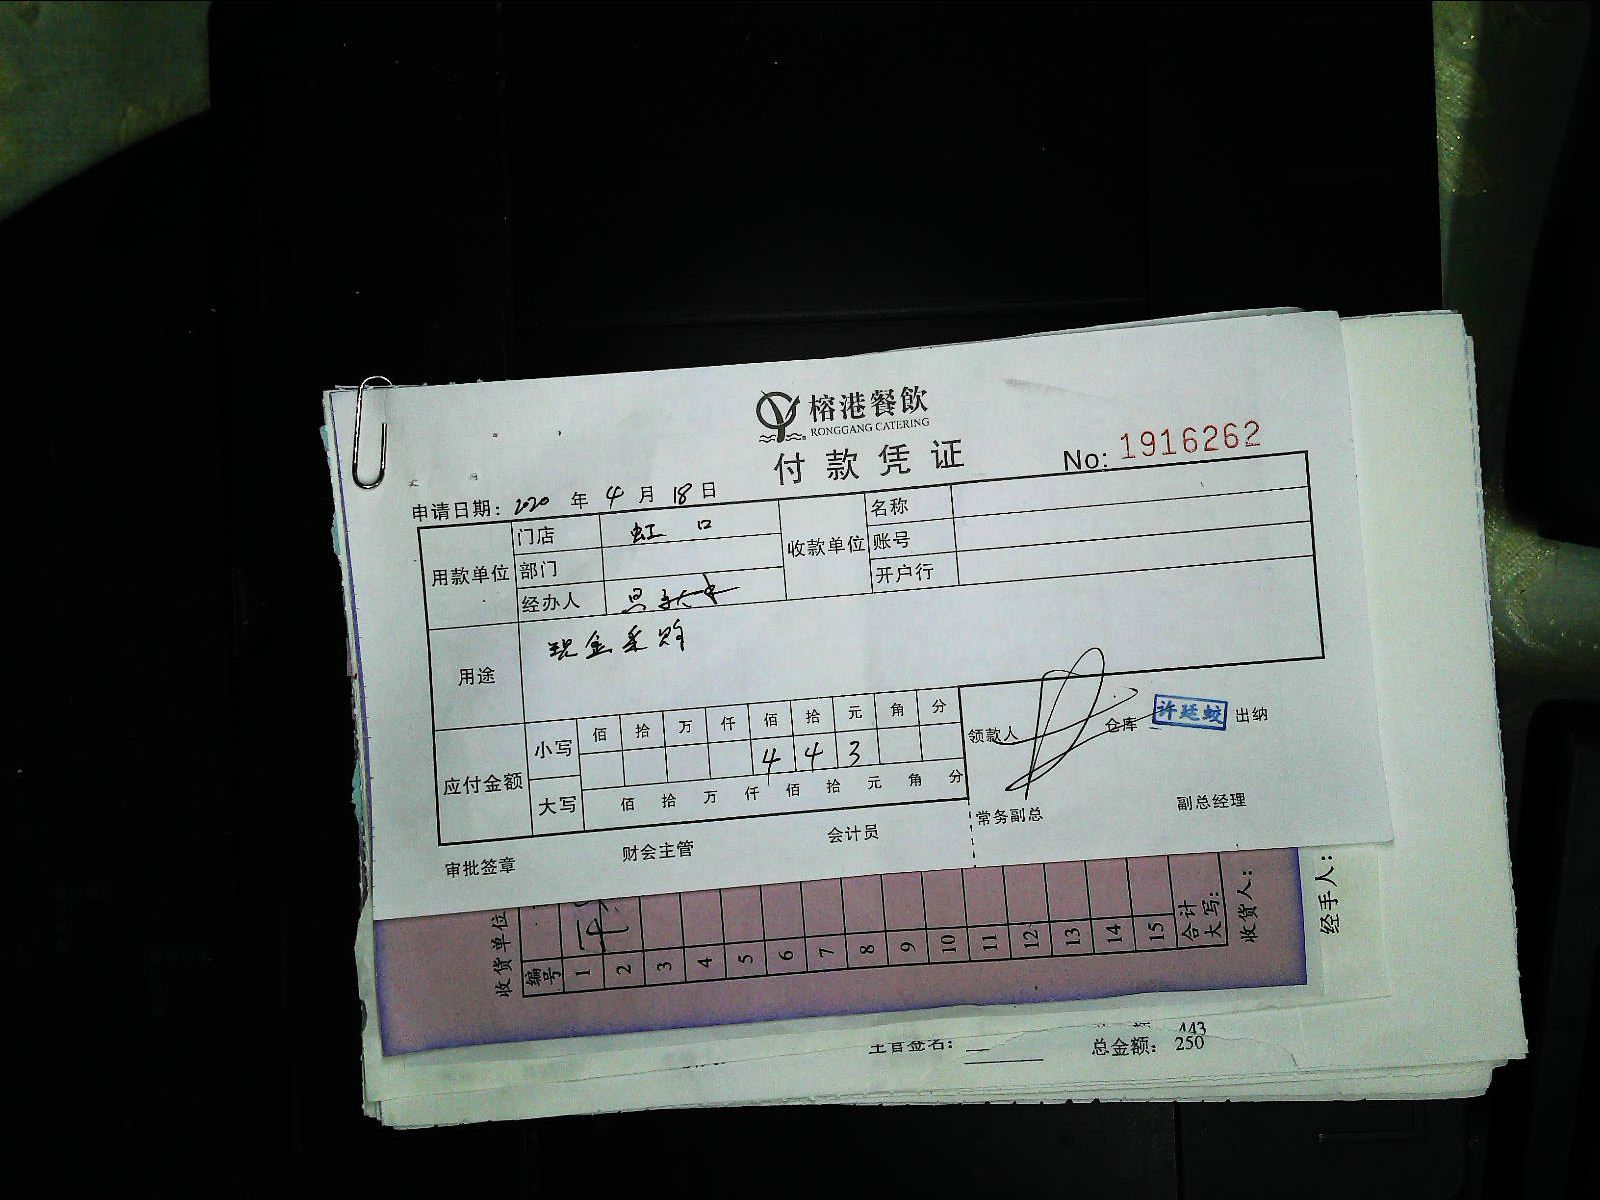 榕港餐飲
RONGGANG CATERING
付款凭证
No: 1916262
申请日期: 2020 年 4 月 18 日
用款单位 门店 虹口 收款单位 名称
部门 账号
经办人 开户行
用途 现金采购
应付金额 小写 佰 拾 万 仟 佰 拾 元 角 分
4 4 3
大写 佰 拾 万 仟 佰 拾 元 角 分
领款人 仓库 许廷蛟 出纳
常务副总 副总经理
审批签章 财会主管 会计员
收货单位
编号 1 2 3 4 5 6 7 8 9 10 11 12 13 14 15 合计
大写:
收货人:
经手人:
443
主管签名: 总金额: 250